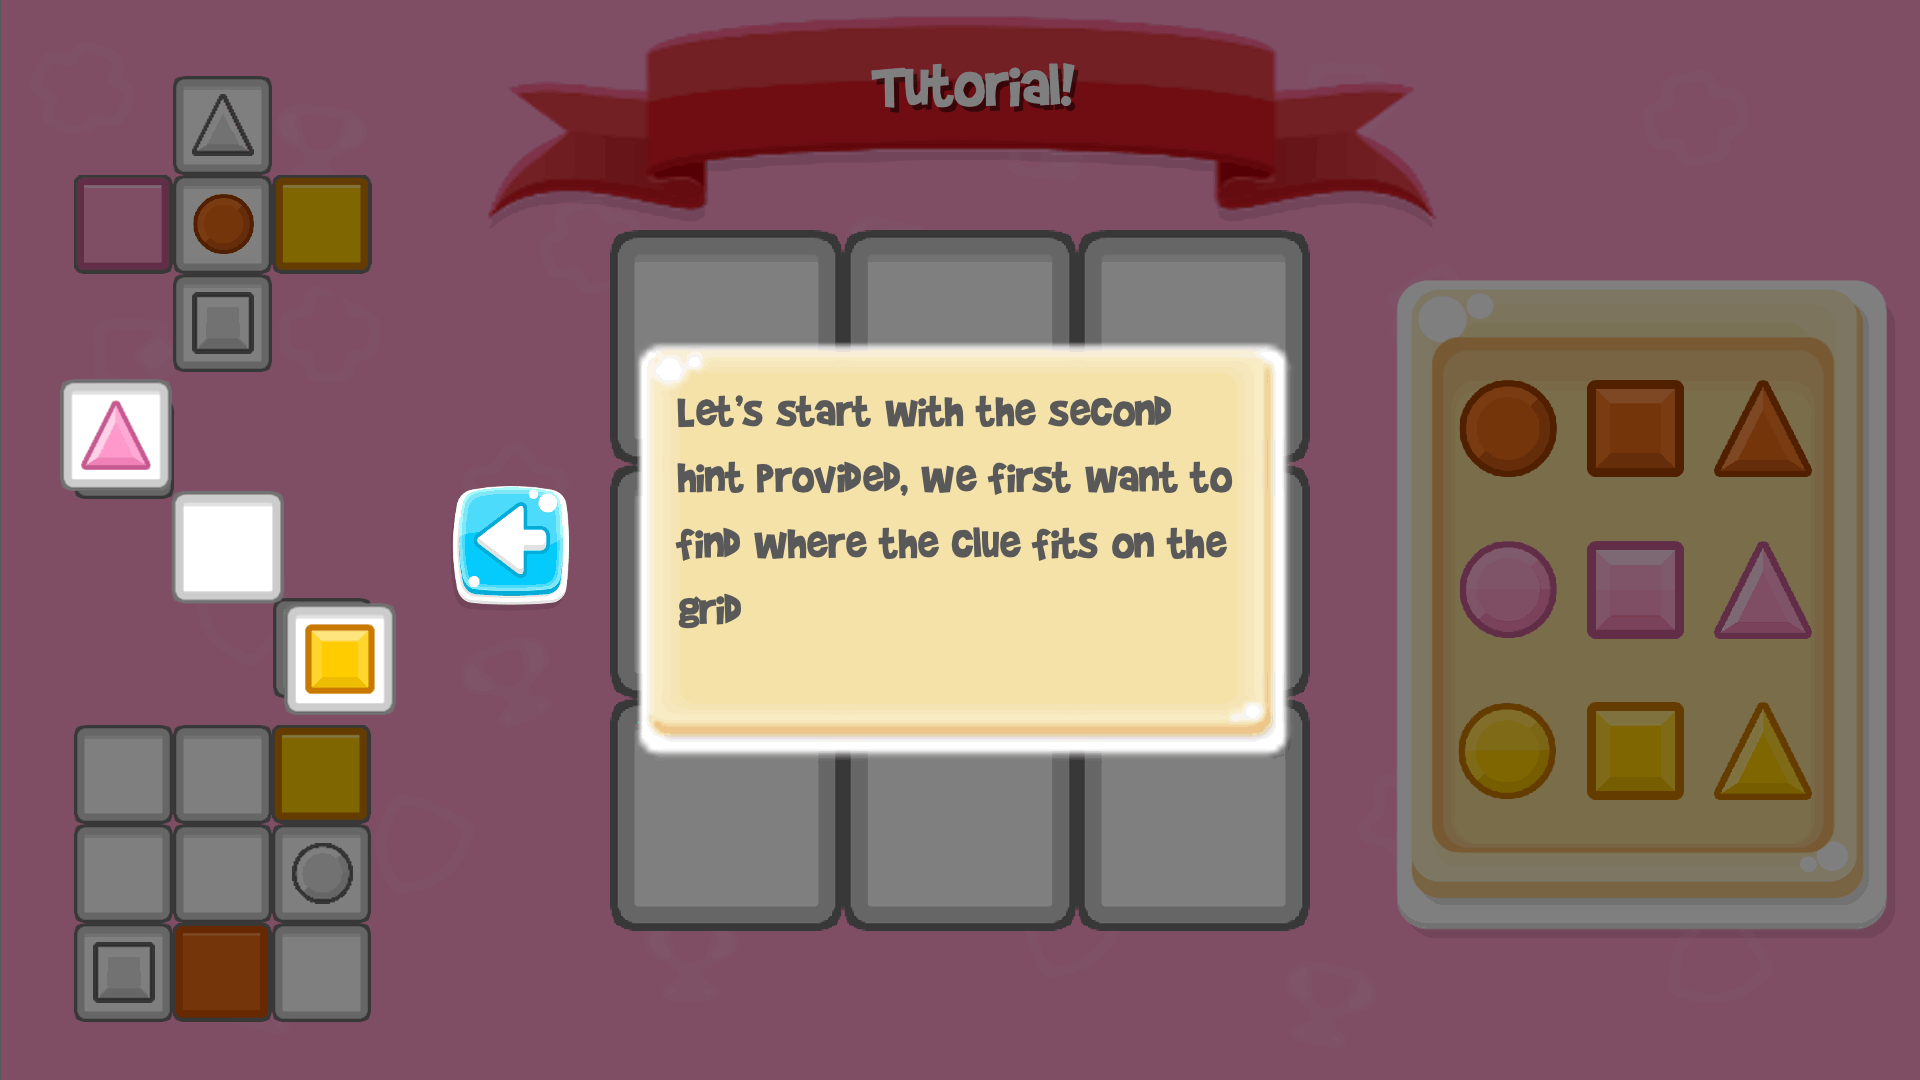 Tutorial!
Let's start with the second
hint provided, we first want to
find where the clue fits on the
grid